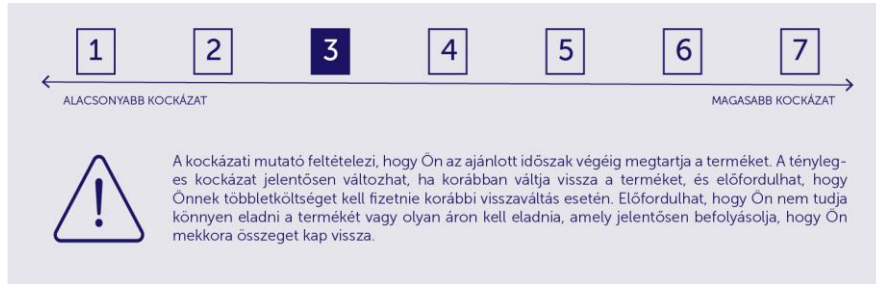 1 2 3 4 5 6 7
ALACSONYABB KOCKÁZAT MAGASABB KOCKÁZAT
A kockázati mutató feltételezi, hogy Ön az ajánlott időszak végéig megtartja a terméket. A tényleg-
es kockázat jelentősen változhat, ha korábban váltja vissza a terméket, és előfordulhat, hogy
Önnek többletköltséget kell fizetnie korábbi visszaváltás esetén. Előfordulhat, hogy Ön nem tudja
könnyen eladni a termékét vagy olyan áron kell eladnia, amely jelentősen befolyásolja, hogy Ön
mekkora összeget kap vissza.